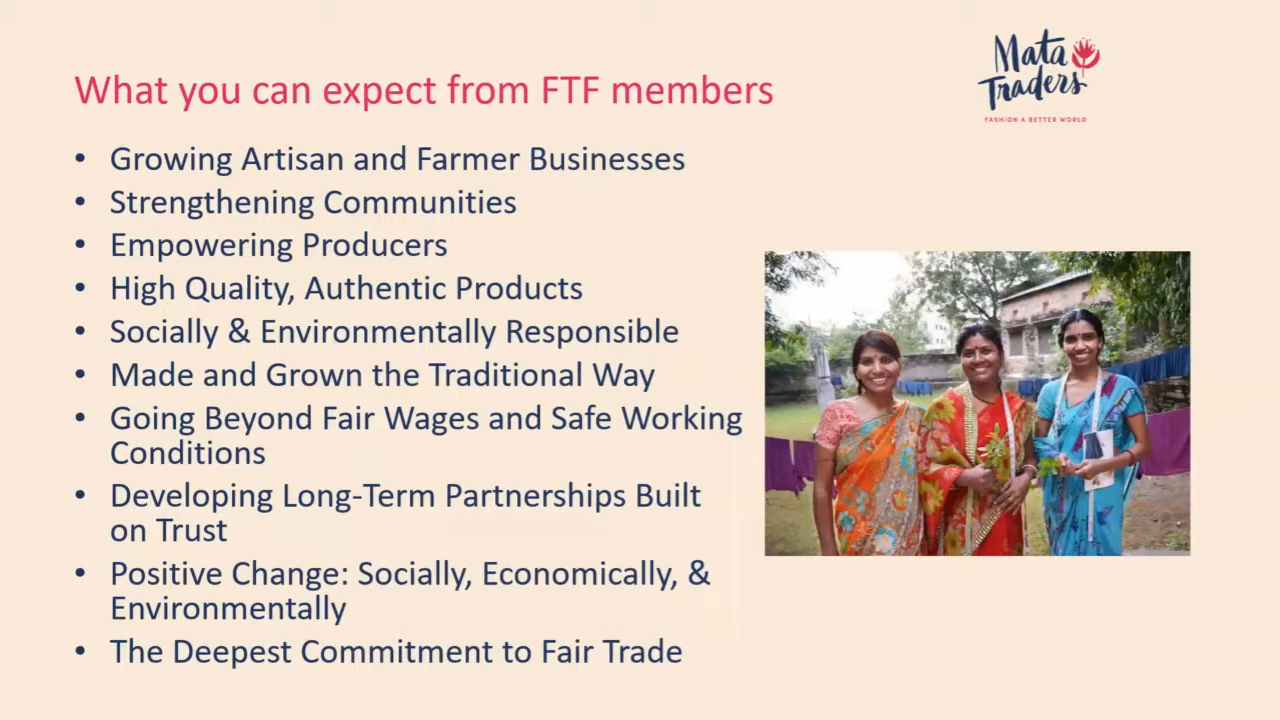 Mata
Traders
FASHION A BETTER WORLD
What you can expect from FTF members
• Growing Artisan and Farmer Businesses
• Strengthening Communities
• Empowering Producers
• High Quality, Authentic Products
• Socially & Environmentally Responsible
• Made and Grown the Traditional Way
• Going Beyond Fair Wages and Safe Working
Conditions
• Developing Long-Term Partnerships Built
on Trust
• Positive Change: Socially, Economically, &
Environmentally
• The Deepest Commitment to Fair Trade